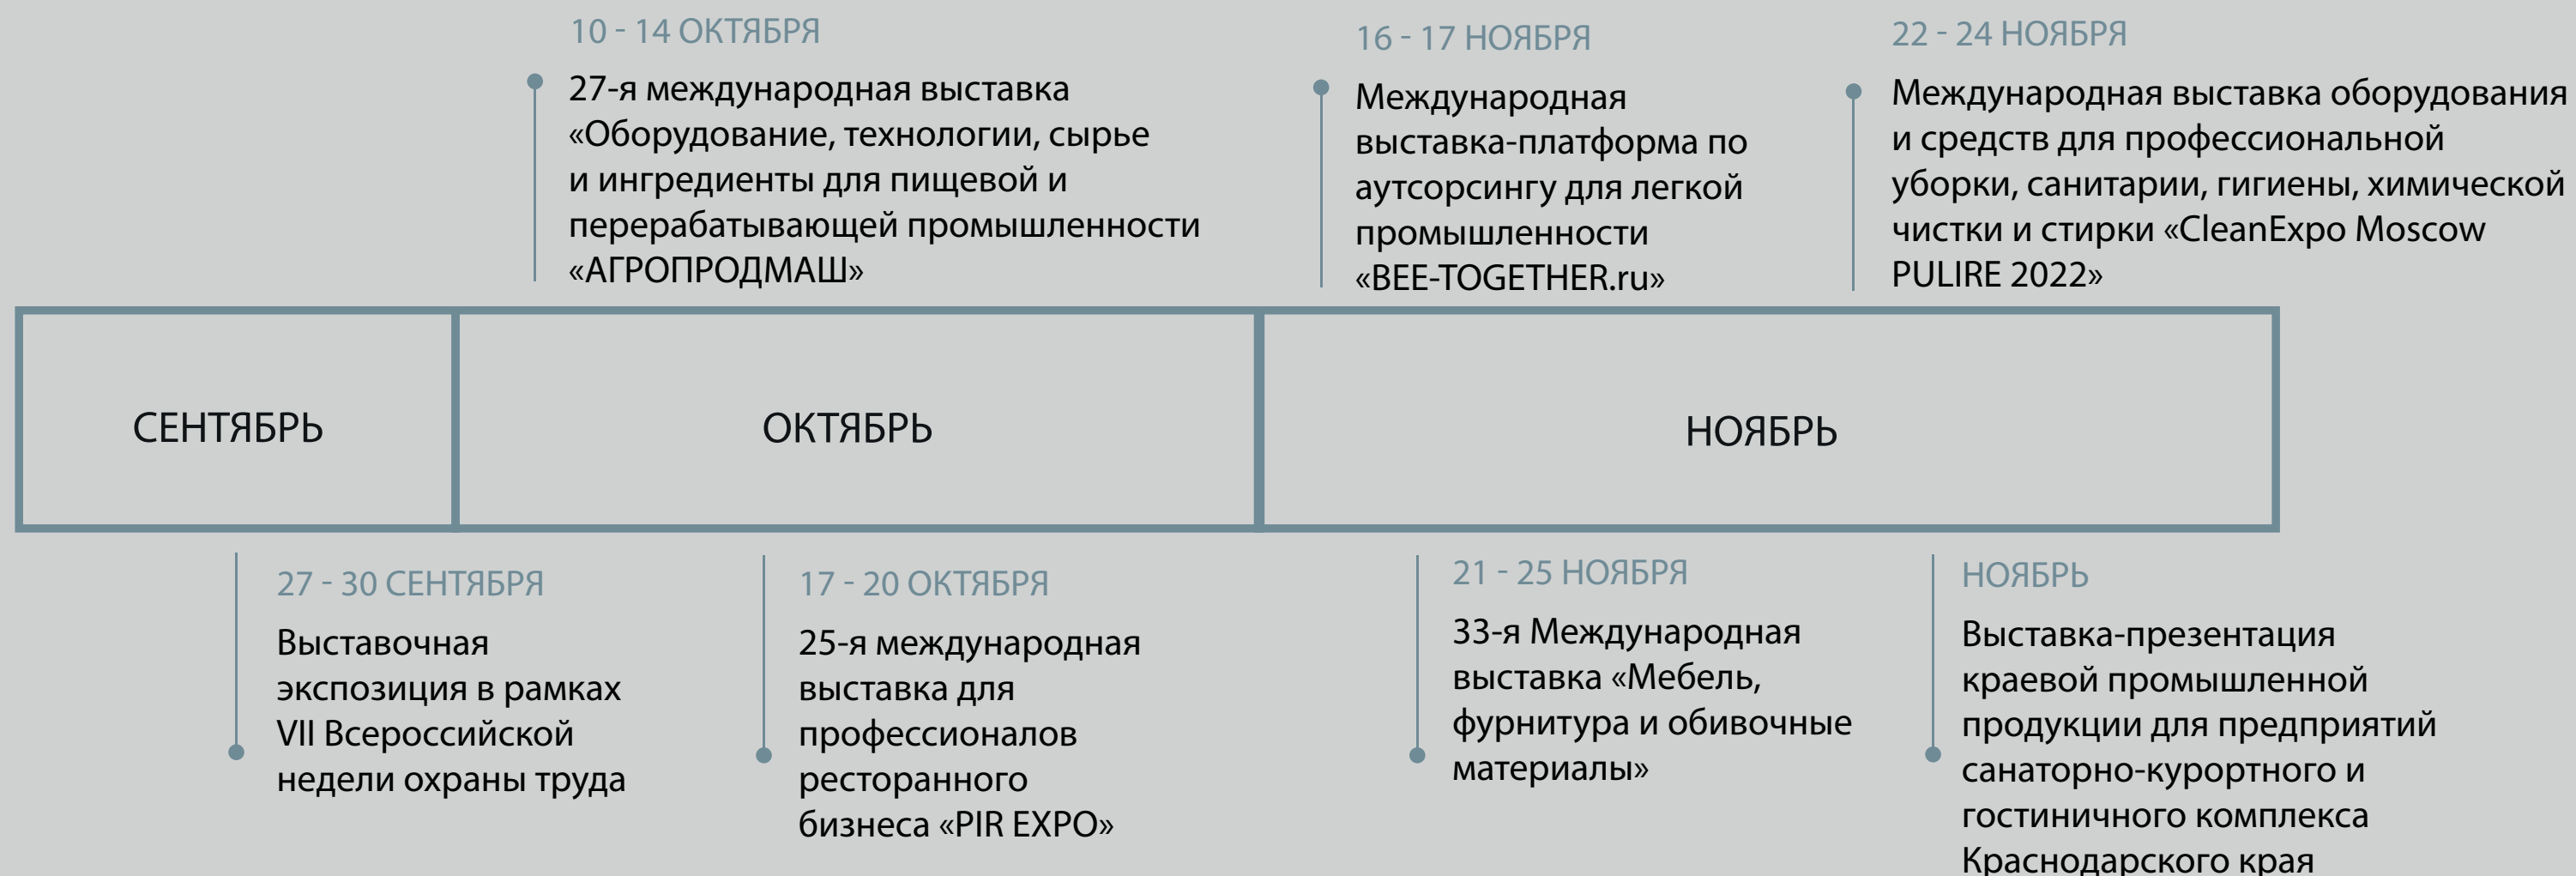 10 - 14 ОКТЯБРЯ
27-я международная выставка
«Оборудование, технологии, сырье
и ингредиенты для пищевой и
перерабатывающей промышленности
«АГРОПРОДМАШ»
16 - 17 НОЯБРЯ
Международная
выставка-платформа по
аутсорсингу для легкой
промышленности
«BEE-TOGETHER.ru»
22 - 24 НОЯБРЯ
Международная выставка оборудования
и средств для профессиональной
уборки, санитарии, гигиены, химической
чистки и стирки «CleanExpo Moscow
PULIRE 2022»
СЕНТЯБРЬ
ОКТЯБРЬ
НОЯБРЬ
27 - 30 СЕНТЯБРЯ
Выставочная
экспозиция в рамках
VII Всероссийской
недели охраны труда
17 - 20 ОКТЯБРЯ
25-я международная
выставка для
профессионалов
ресторанного
бизнеса «PIR EXPO»
21 - 25 НОЯБРЯ
33-я Международная
выставка «Мебель,
фурнитура и обивочные
материалы»
НОЯБРЬ
Выставка-презентация
краевой промышленной
продукции для предприятий
санаторно-курортного и
гостиничного комплекса
Краснодарского края